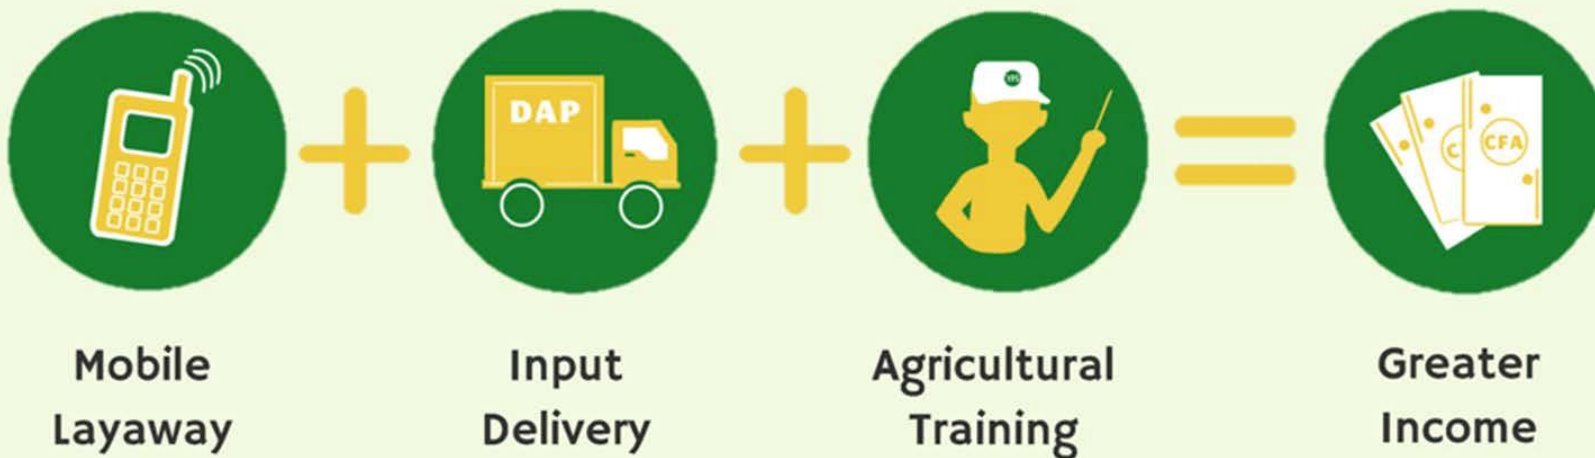 DAP
CFA
Mobile
Layaway
Input
Delivery
Agricultural
Training
Greater
Income